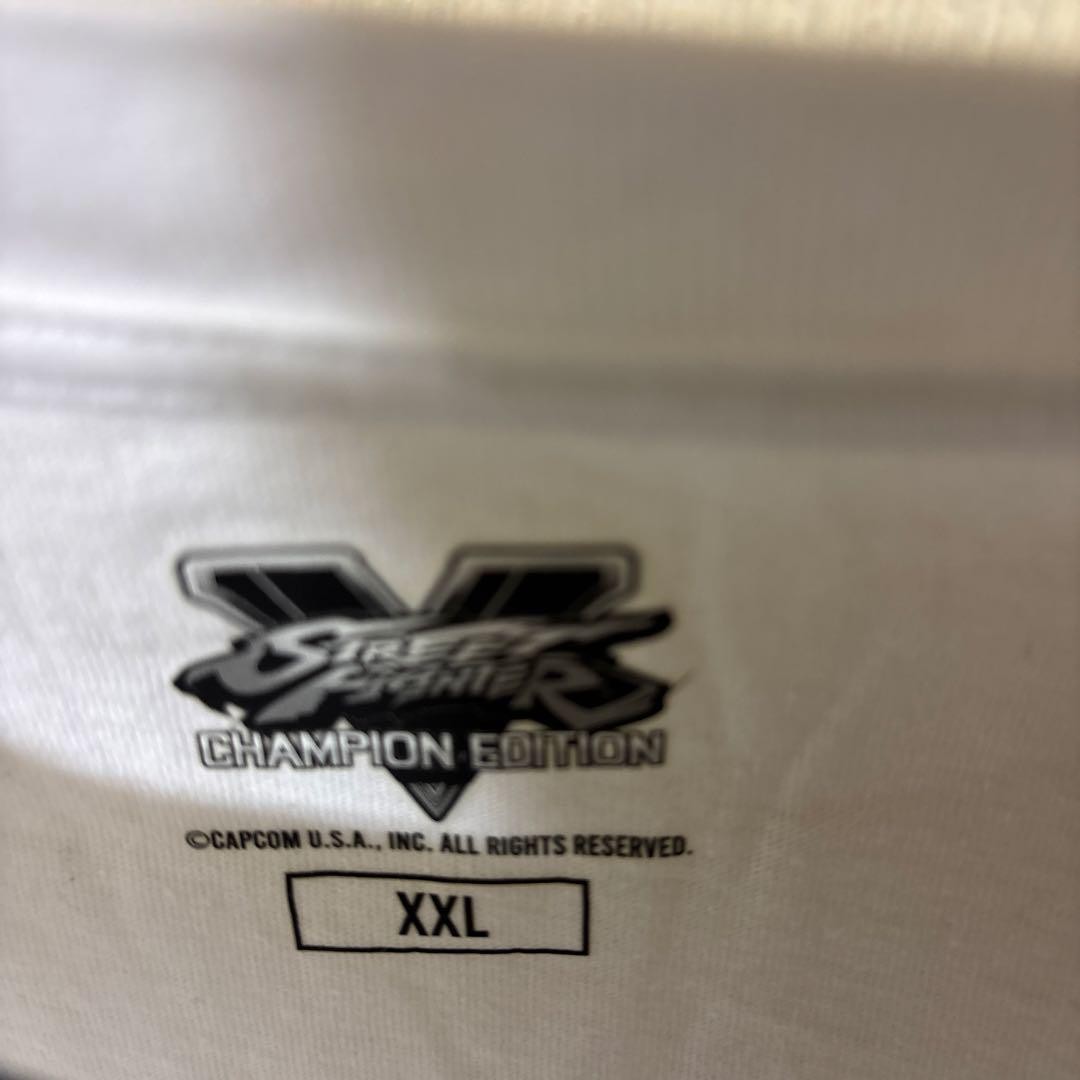 V
STREET
FIGHTER
CHAMPION EDITION
©CAPCOM U.S.A., INC. ALL RIGHTS RESERVED.
XXL